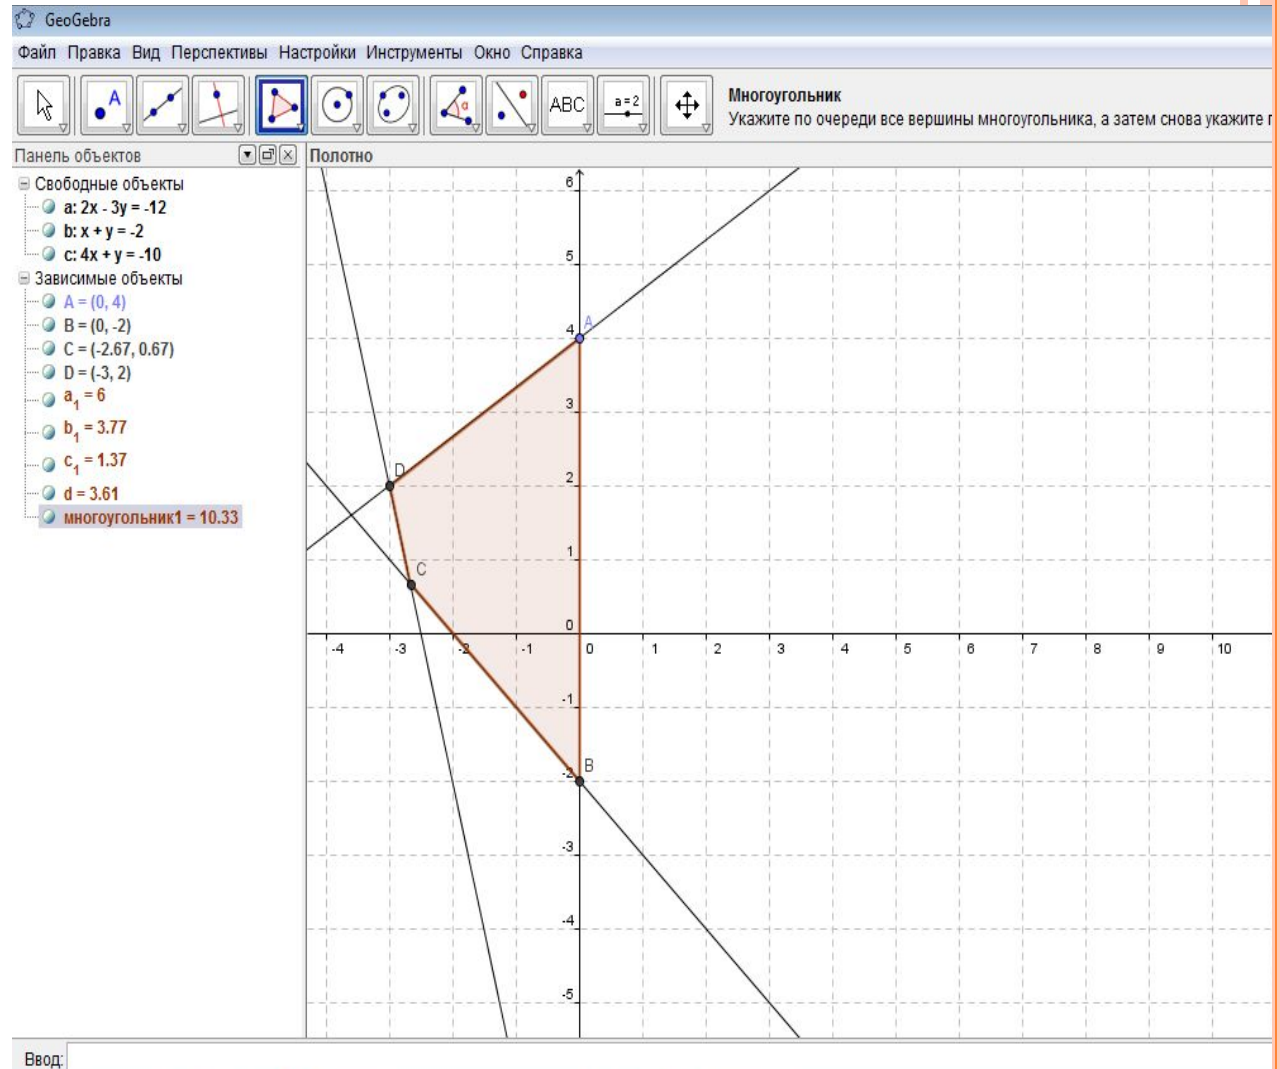 GeoGebra
Файл Правка Вид Перспективы Настройки Инструменты Окно Справка
A
α
ABC
a=2
Многоугольник
Укажите по очереди все вершины многоугольника, а затем снова укажите
Панель объектов
Полотно
Свободные объекты
a: 2x - 3y = -12
b: x + y = -2
c: 4x + y = -10
Зависимые объекты
A = (0, 4)
B = (0, -2)
C = (-2.67, 0.67)
D = (-3, 2)
a₁ = 6
b₁ = 3.77
c₁ = 1.37
d = 3.61
многоугольник1 = 10.33
6
5
4
A
3
D
2
1
C
0
-4 -3 -2 -1 0 1 2 3 4 5 6 7 8 9 10
-1
-2
B
-3
-4
-5
Ввод: